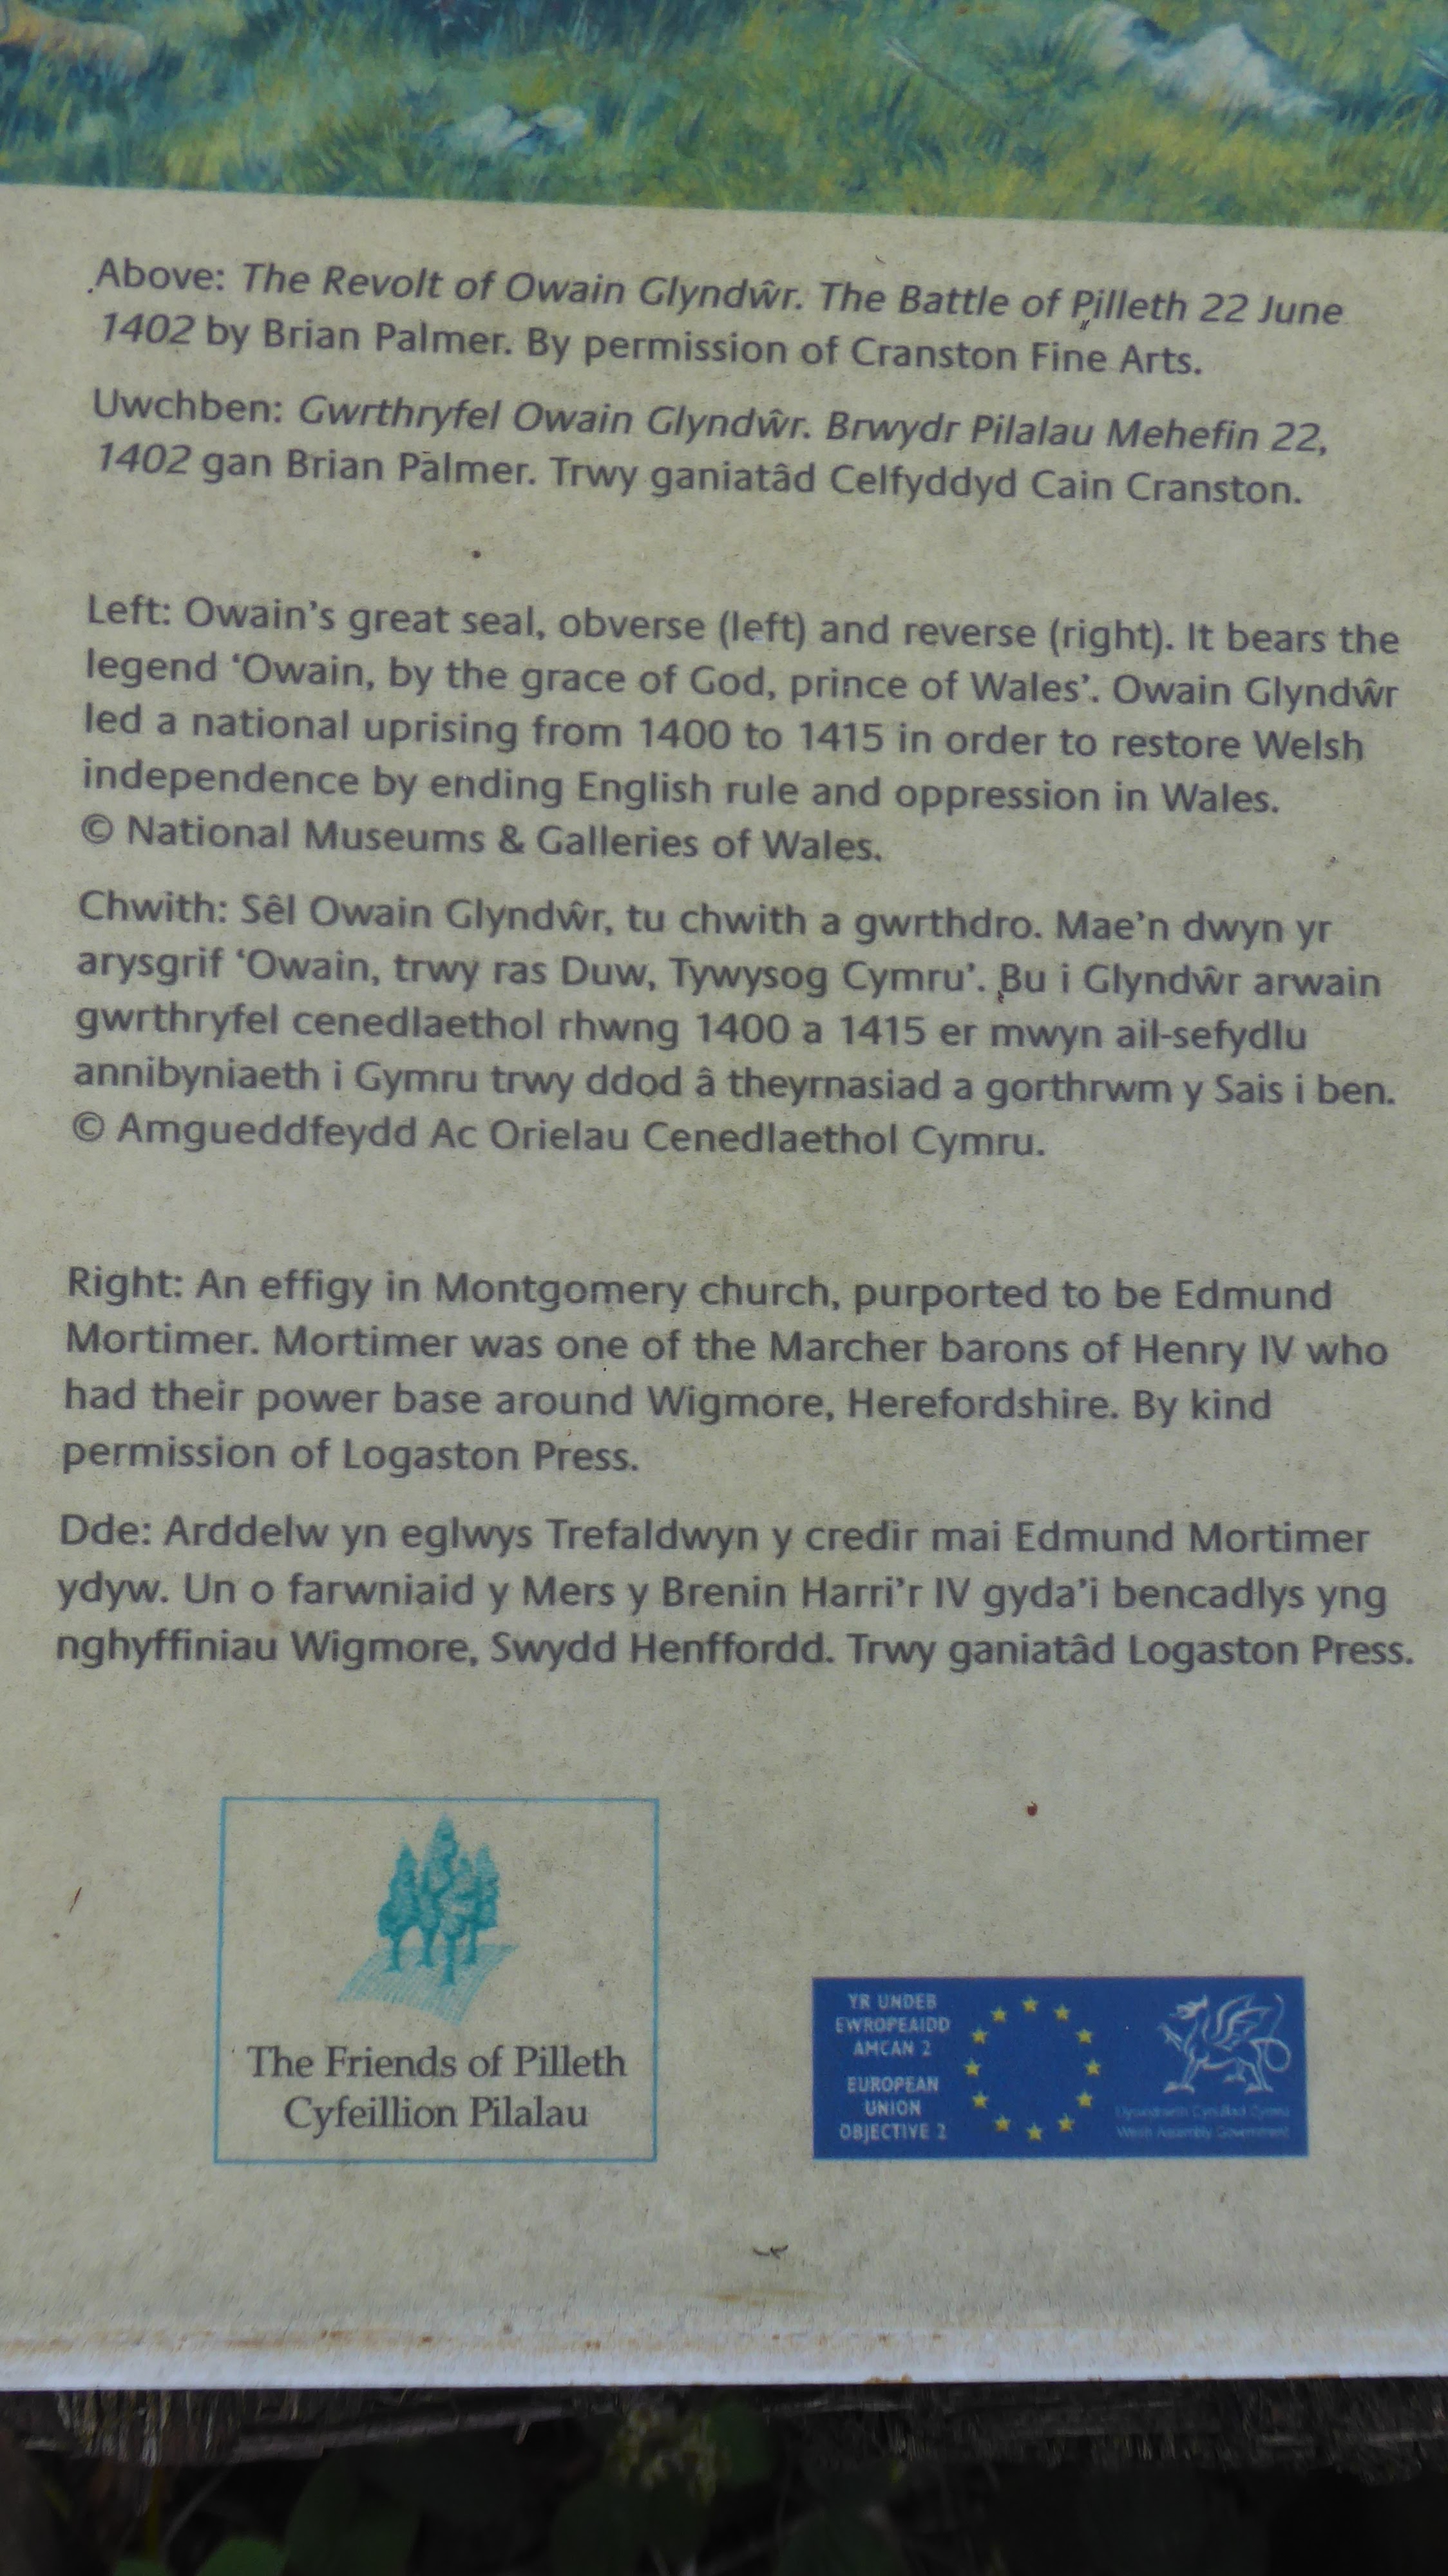 Above: The Revolt of Owain Glyndŵr. The Battle of Pilleth 22 June
1402 by Brian Palmer. By permission of Cranston Fine Arts.
Uwchben: Gwrthryfel Owain Glyndŵr. Brwydr Pilalau Mehefin 22,
1402 gan Brian Palmer. Trwy ganiatâd Celfyddyd Cain Cranston.
Left: Owain's great seal, obverse (left) and reverse (right). It bears the
legend ‘Owain, by the grace of God, prince of Wales’. Owain Glyndŵr
led a national uprising from 1400 to 1415 in order to restore Welsh
independence by ending English rule and oppression in Wales.
© National Museums & Galleries of Wales.
Chwith: Sêl Owain Glyndŵr, tu chwith a gwrthdro. Mae’n dwyn yr
arysgrif ‘Owain, trwy ras Duw, Tywysog Cymru’. Bu i Glyndŵr arwain
gwrthryfel cenedlaethol rhwng 1400 a 1415 er mwyn ail-sefydlu
annibyniaeth i Gymru trwy ddod â theyrnasiad a gorthrwm y Sais i ben.
© Amgueddfeydd Ac Orielau Cenedlaethol Cymru.
Right: An effigy in Montgomery church, purported to be Edmund
Mortimer. Mortimer was one of the Marcher barons of Henry IV who
had their power base around Wigmore, Herefordshire. By kind
permission of Logaston Press.
Dde: Arddelw yn eglwys Trefaldwyn y credir mai Edmund Mortimer
ydyw. Un o farwniaid y Mers y Brenin Harri’r IV gyda’i bencadlys yng
nghyffiniau Wigmore, Swydd Henffordd. Trwy ganiatâd Logaston Press.
The Friends of Pilleth
Cyfeillion Pilalau
YR UNDEB
EWROPEAIDD
AMCAN 2
EUROPEAN
UNION
OBJECTIVE 2
Llywodraeth Cynulliad Cymru
Welsh Assembly Government